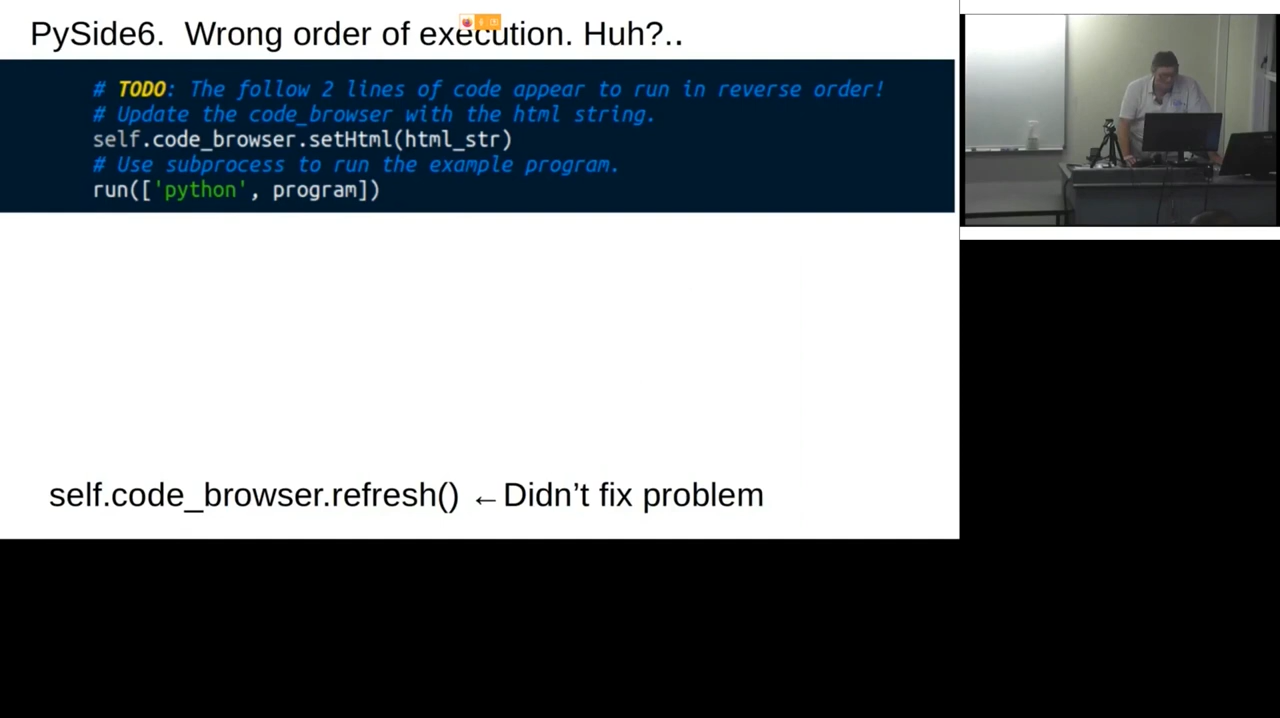 PySide6.  Wrong order of execution. Huh?..
# TODO: The follow 2 lines of code appear to run in reverse order!
# Update the code_browser with the html string.
self.code_browser.setHtml(html_str)
# Use subprocess to run the example program.
run(['python', program])
self.code_browser.refresh() ←Didn't fix problem